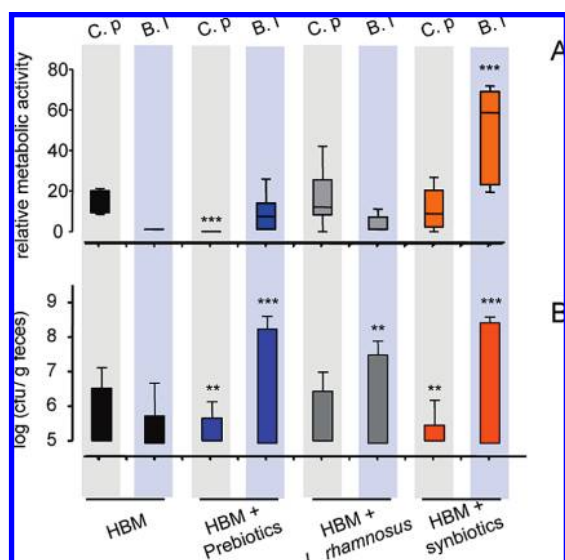 C. p B. l C. p B. l C. p B. l C. p B. l
A
relative metabolic activity
80
60
40
20
0
***
***
B
log (cfu/ g feces)
9
8
7
6
5
**
***
**
**
***
HBM
HBM +
Prebiotics
HBM +
rhamnosus
HBM +
synbiotics